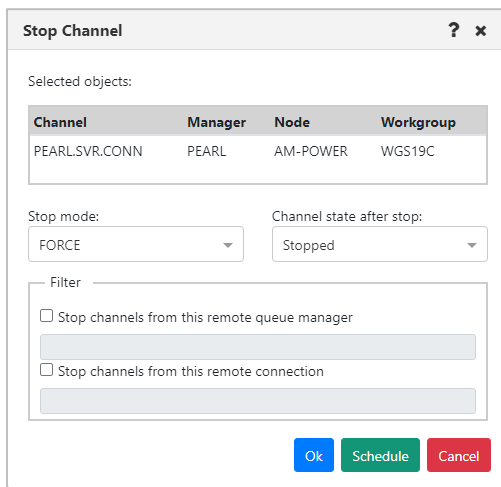 Stop Channel ? ×
Selected objects:
Channel Manager Node Workgroup
PEARL.SVR.CONN PEARL AM-POWER WGS19C
Stop mode: Channel state after stop:
FORCE Stopped
Filter
Stop channels from this remote queue manager
Stop channels from this remote connection
Ok Schedule Cancel